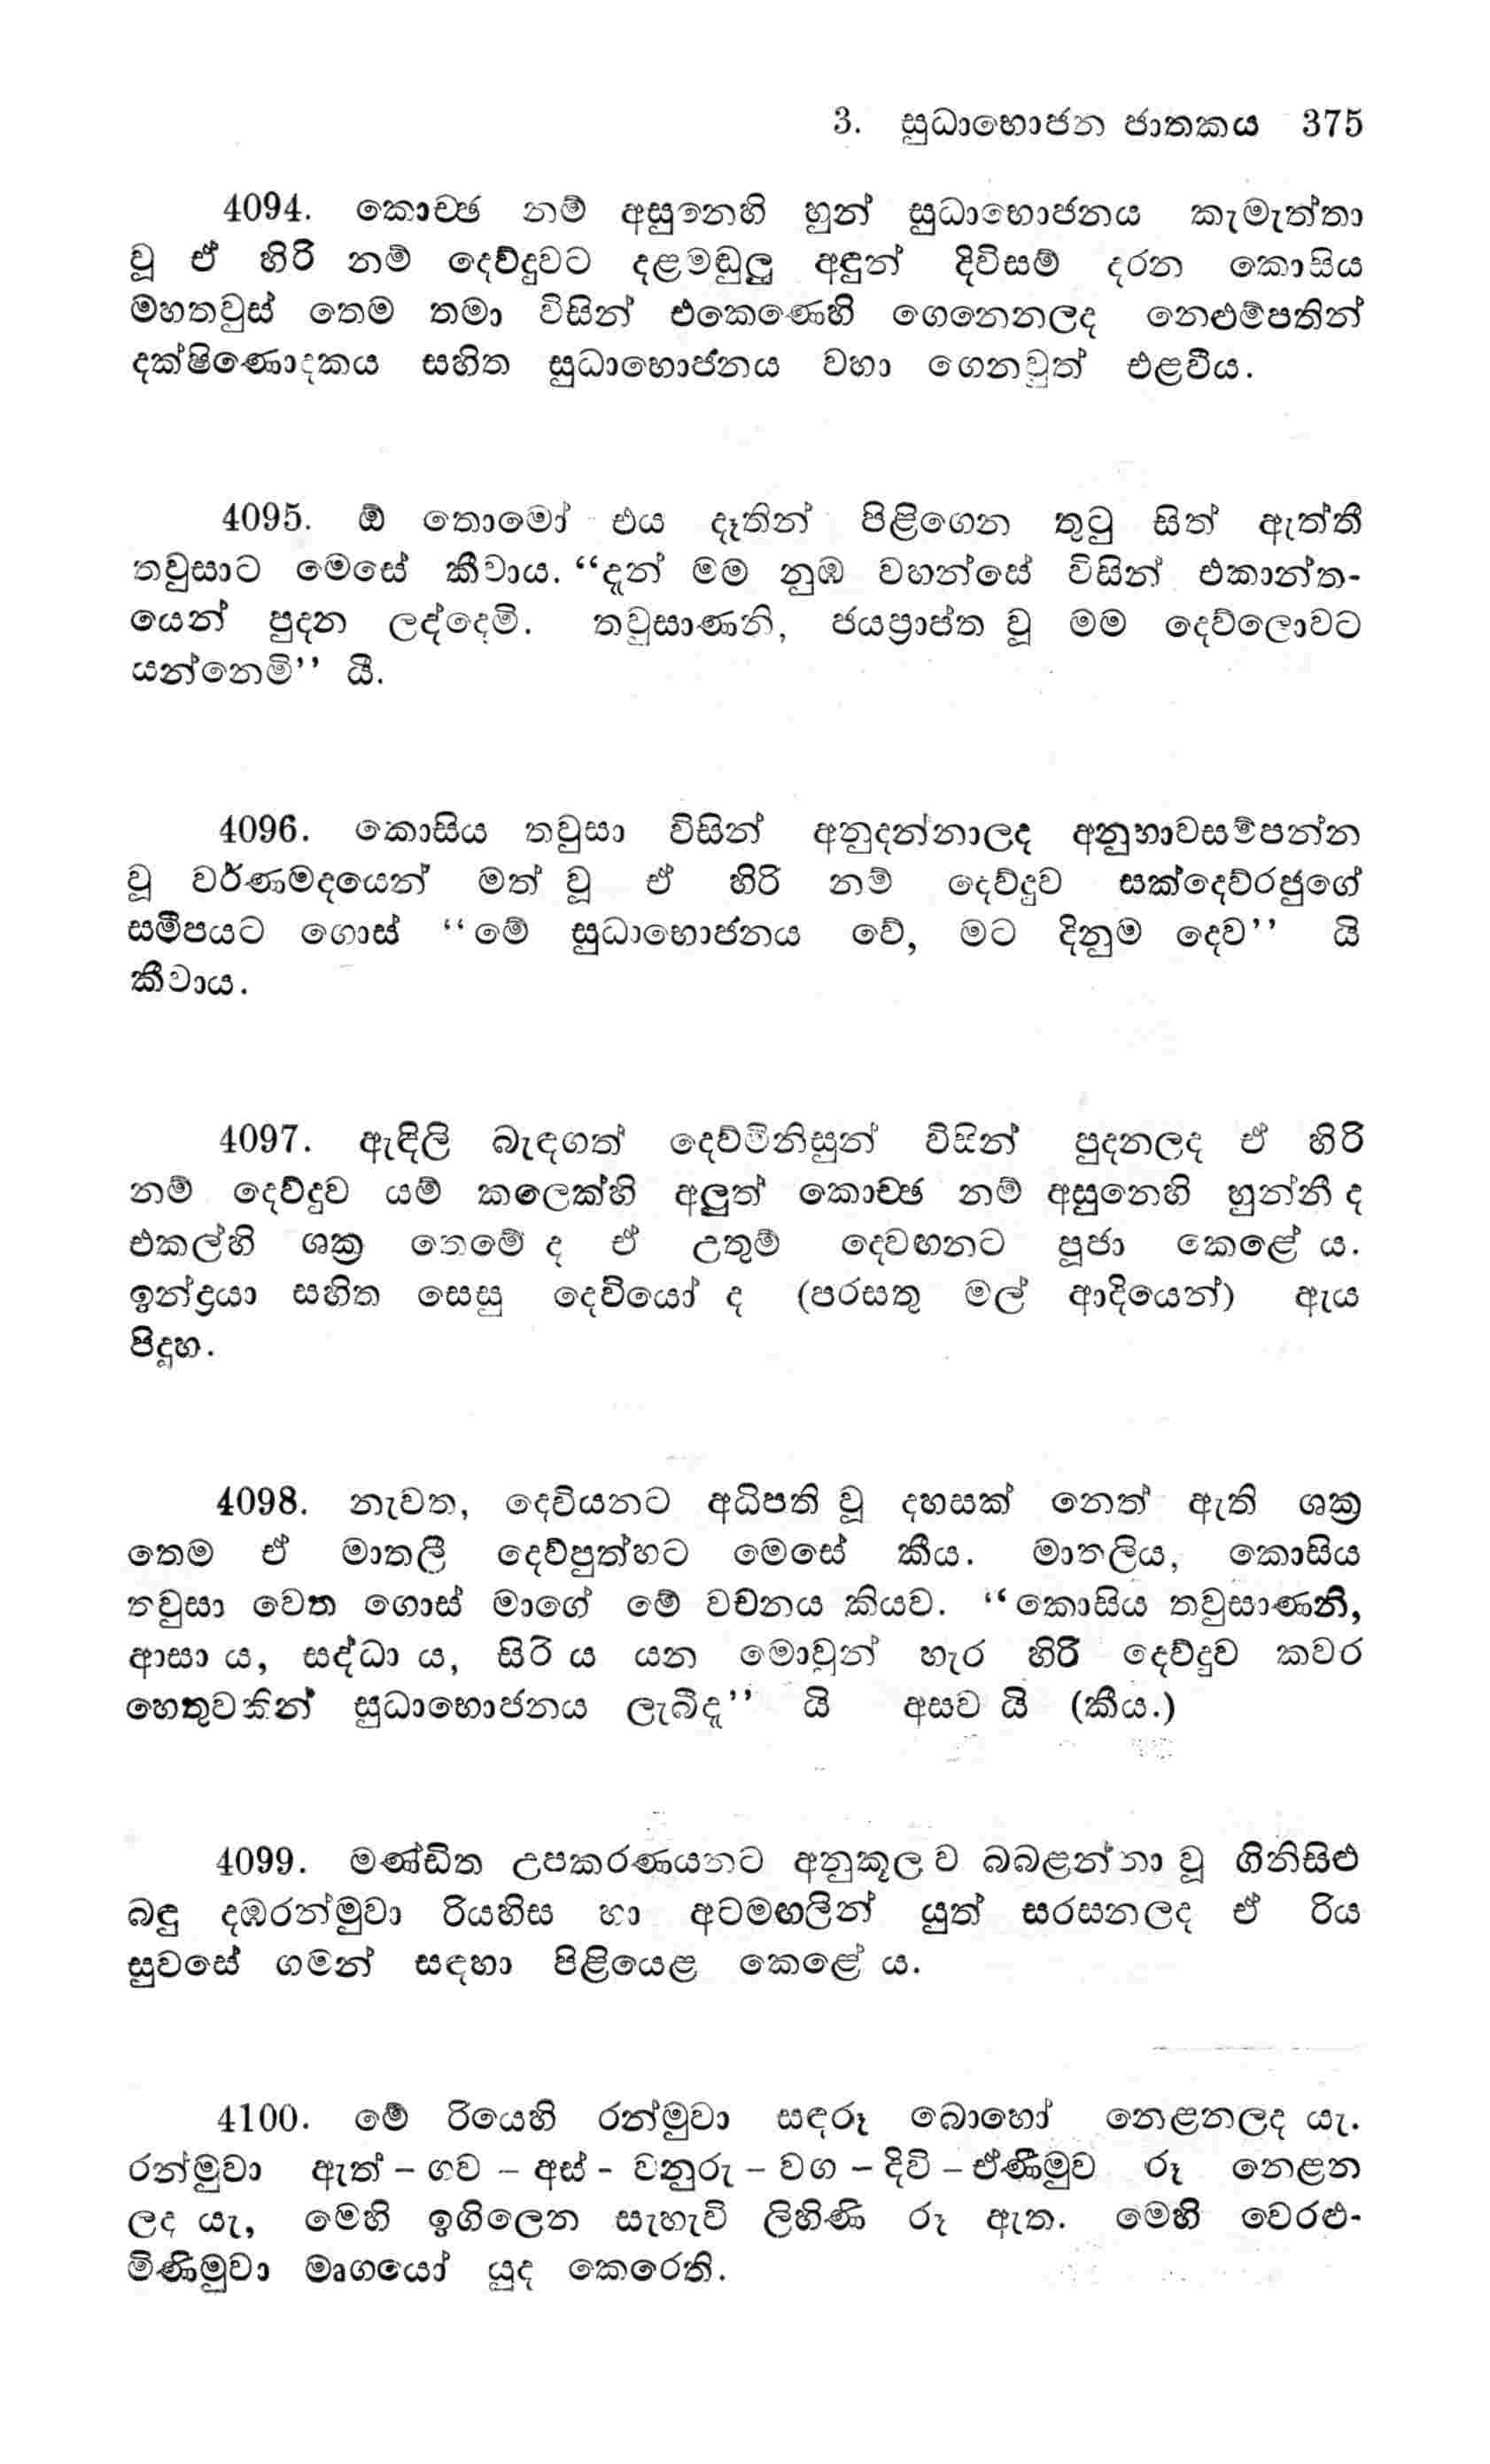 3. සුධාභොජන ජාතකය 375
4094. කොච්ඡ නම් අසුනෙහි හුන් සුධාභොජනය කැමැත්තා
වූ ඒ හිරි නම් දෙව්දුවට දළමඬුලු අඳුන් දිවිසම් දරන කොසිය
මහතවුස් තෙම තමා විසින් එකෙණෙහි ගෙනෙනලද නෙළුම්පතින්
දක්ෂිණොදකය සහිත සුධාභොජනය වහා ගෙනවුත් එළවීය.
4095. ඕ තොමෝ එය දෑතින් පිළිගෙන තුටු සිත් ඇත්තී
තවුසාට මෙසේ කීවාය. “දැන් මම නුඹ වහන්සේ විසින් එකාන්ත-
යෙන් පුදන ලද්දෙමි. තවුසාණනි, ජයප්‍රාප්ත වූ මම දෙව්ලොවට
යන්නෙමි’’ යී.
4096. කොසිය තවුසා විසින් අනුදන්නාලද අනුභාවසම්පන්න
වූ වර්ණමදයෙන් මත් වූ ඒ හිරි නම් දෙව්දුව සක්දෙව්රජුගේ
සමීපයට ගොස් ‘‘මේ සුධාභොජනය වේ, මට දිනුම දෙව’’ යි
කීවාය.
4097. ඇඳිලි බැඳගත් දෙව්මිනිසුන් විසින් පුදනලද ඒ හිරි
නම් දෙව්දුව යම් කලෙක්හි අලුත් කොච්ඡ නම් අසුනෙහි හුන්නී ද
එකල්හි ශක්‍ර තෙමේ ද ඒ උතුම් දෙවඟනට පූජා කෙළේ ය.
ඉන්ද්‍රයා සහිත සෙසු දෙවියෝ ද (පරසතු මල් ආදියෙන්) ඇය
පිදූහ.
4098. නැවත, දෙවියනට අධිපති වූ දහසක් නෙත් ඇති ශක්‍ර
තෙම ඒ මාතලී දෙව්පුත්හට මෙසේ කීය. මාතලිය, කොසිය
තවුසා වෙත ගොස් මාගේ මේ වචනය කියව. ‘‘කොසිය තවුසාණනි,
ආසා ය, සද්ධා ය, සිරි ය යන මොවුන් හැර හිරි දෙව්දුව කවර
හෙතුවකින් සුධාභොජනය ලැබීදැ’’ යි අසව යි (කීය.)
4099. මණ්ඩිත උපකරණයනට අනුකූල ව බබළන්නා වූ ගිනිසිළු
බඳු දඹරන්මුවා රියහිස හා අටමඟලින් යුත් සරසනලද ඒ රිය
සුවසේ ගමන් සඳහා පිළියෙළ කෙළේ ය.
4100. මේ රියෙහි රන්මුවා සඳරූ බොහෝ නෙළනලද යැ.
රන්මුවා ඇත් – ගව – අස් - වනුරු – වග – දිවි – ඒණීමුව රූ නෙළන
ලද යැ, මෙහි ඉගිලෙන සැහැවි ලිහිණි රූ ඇත. මෙහි වෙරළු-
මිණිමුවා මෘගයෝ යුද කෙරෙති.